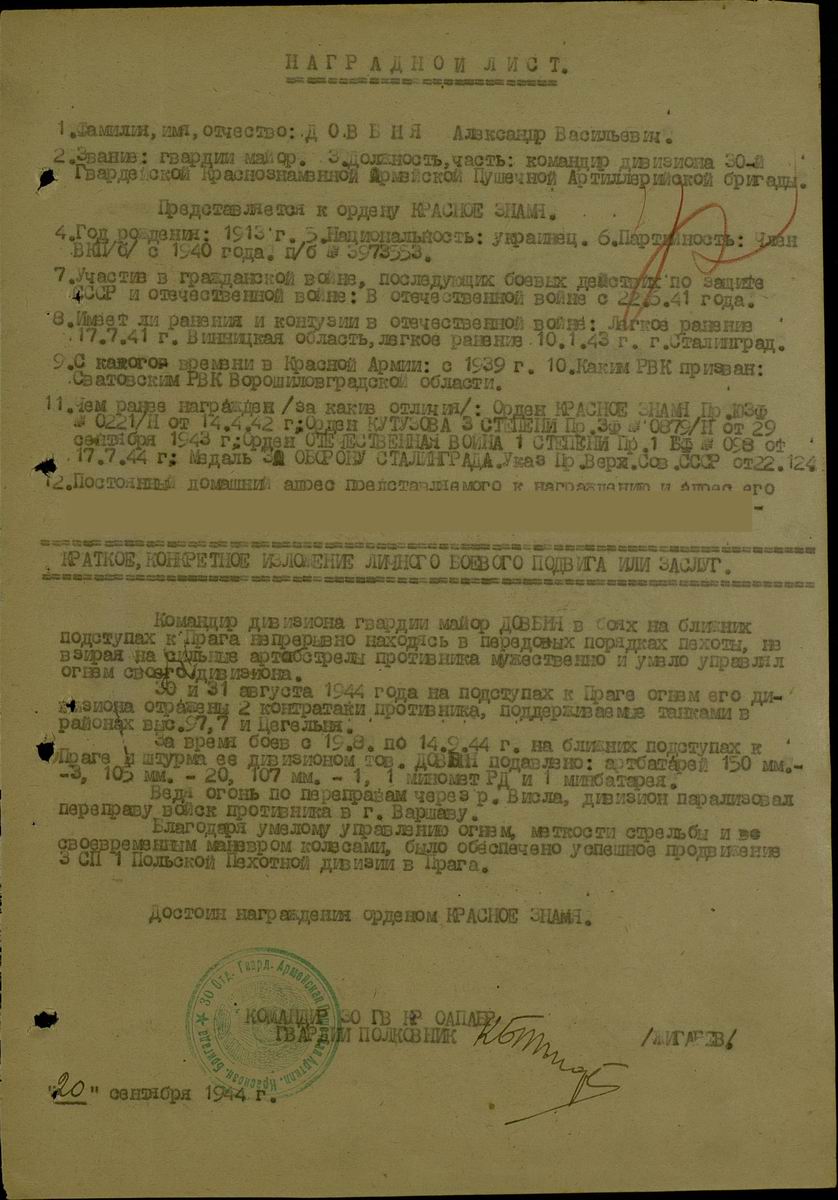 НАГРАДНОЙ ЛИСТ.
1.Фамилия,имя,отчество: Д О В Б Н Я Александр Васильевич.
2.Звание: гвардии майор. 3.Должность,часть: командир дивизиона 30-й
Гвардейской Краснознаменной Армейской Пушечной Артиллерийской бригады.
Представляется к ордену КРАСНОЕ ЗНАМЯ.
4.Год рождения: 1913 г. 5.Национальность: украинец. 6.Партийность: Член
ВКП/б/ с 1940 года. п/б № 3973553.
7.Участив в гражданской войне, последующих боевых действих по защите
СССР и отечественной войне: В отечественной войне с 22.6.41 года.
8.Имеет ли ранения и контузии в отечественной войне: легкое ранение
17.7.41 г. Винницкая область,легкое ранение 10.1.43 г. г.Сталинград.
9.С какогов времени в Красной Армии: с 1939 г. 10.Каким РВК призван:
Сватовским РВК Ворошиловградской области.
11.Чем ранее награжден /за какие отличия/: Орден КРАСНОЕ ЗНАМЯ Пр.ЮЗФ
№ 0221/Н от 14.4.42 г;Орден КУТУЗОВА 3 СТЕПЕНИ Пр.ЗФ №0879/Н от 29
сентября 1943 г;Орден ОТЕЧЕСТВЕННАЯ ВОЙНА 1 СТЕПЕНИ Пр.1 БФ № 098 от
17.7.44 г; Медаль ЗА ОБОРОНУ СТАЛИНГРАДА.Указ Пр.Верх.Сов.СССР от22.124
12.Постоянный домашний адрес представляемого к награждению и адрес его
КРАТКОЕ,КОНКРЕТНОЕ ИЗЛОЖЕНИЕ ЛИЧНОГО БОЕВОГО ПОДВИГА ИЛИ ЗАСЛУГ.
Командир дивизиона гвардии майор ДОВБНЯ в боях на ближних
подступах к Прага непрерывно находясь в передовых порядках пехоты, не
взирая на сильные артобстрелы противника мужественно и умело управлял
огнем своего дивизиона.
30 и 31 августа 1944 года на подступах к Праге огнем его ди-
визиона отражены 2 контратаки противника, поддерживаемые танками в
районах выс.97,7 и Цегельня.
За время боев с 19.8. по 14.9.44 г. на ближних подступах к
Праге и штурма ее дивизионом тов. ДОВБНИ подавлено: артбатарей 150 мм.-
-3, 105 мм. - 20, 107 мм. - 1, 1 миномет РД и 1 минбатарея.
Ведя огонь по переправам через р. Висла, дивизион парализовал
переправу войск противника в г. Варшаву.
Благодаря умелому управлению огнем, меткости стрельбы и
своевременным маневром колесами, было обеспечено успешное продвижение
3 СП 1 Польской Пехотной дивизии в Прага.
Достоин награждения орденом КРАСНОЕ ЗНАМЯ.
КОМАНДИР 30 ГВ КР ОАПАБР
ГВАРДИИ ПОЛКОВНИК /ЖИГАРЕВ/
"20" сентября 1944 г.
30 Отд. Гвард. Армейская Пушечная Артил. Краснозн. Бригада